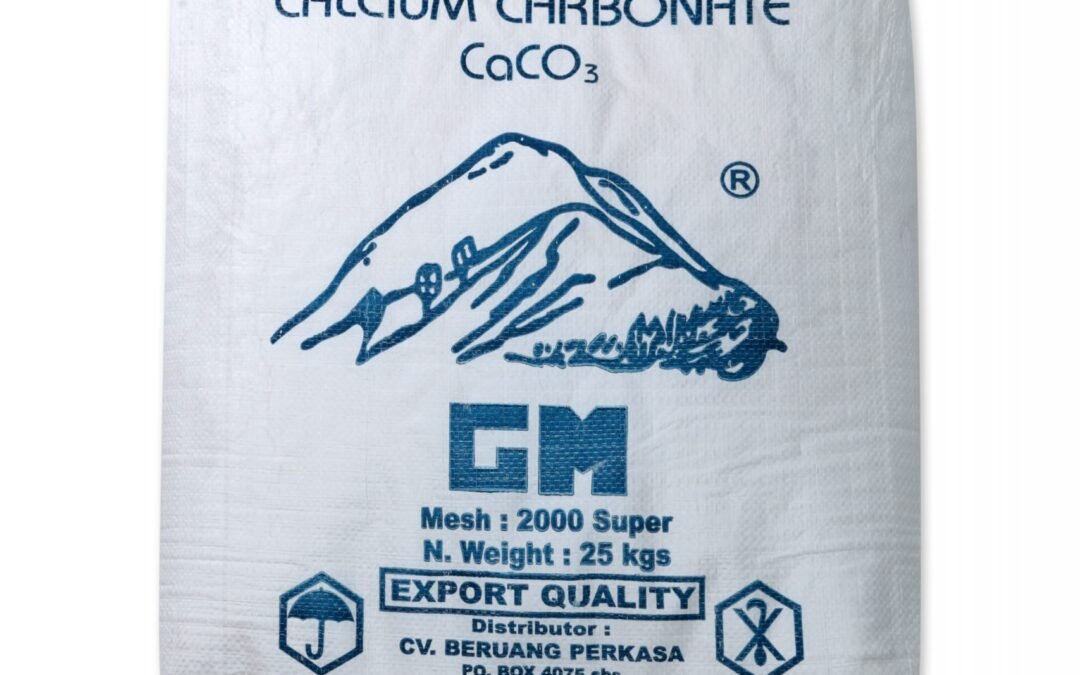 CALCIUM CARBONATE
CaCO₃
®
GM
Mesh : 2000 Super
N. Weight : 25 kgs
EXPORT QUALITY
Distributor :
CV. BERUANG PERKASA
PO. BOX 4075 sbs